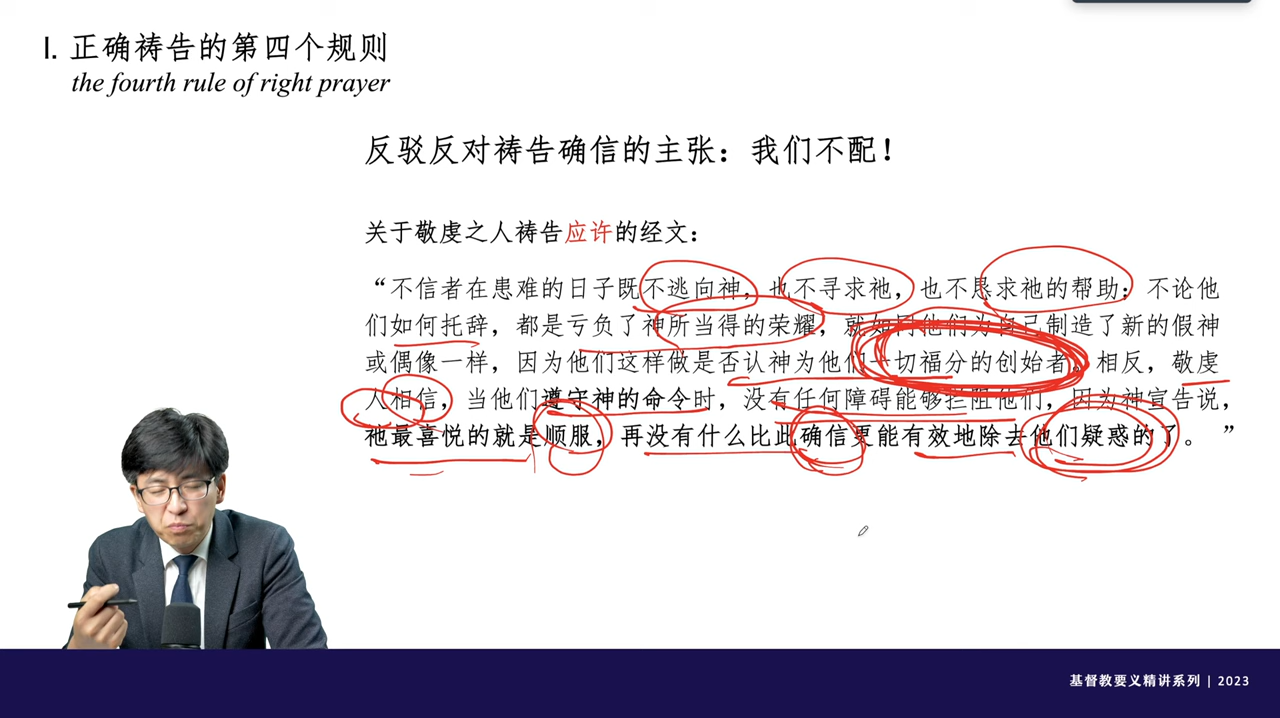 I. 正确祷告的第四个规则
the fourth rule of right prayer
反驳反对祷告确信的主张：我们不配！
关于敬虔之人祷告应许的经文：
“不信者在患难的日子既不逃向神，也不寻求祂，也不恳求祂的帮助；不论他
们如何托辞，都是亏负了神所当得的荣耀，就如同他们为自己制造了新的假神
或偶像一样，因为他们这样做是否认神为他们一切福分的创始者。相反，敬虔
人相信，当他们遵守神的命令时，没有任何障碍能够拦阻他们，因为神宣告说，
祂最喜悦的就是顺服，再没有什么比此确信更能有效地除去他们疑惑的了。”
基督教要义精讲系列 | 2023